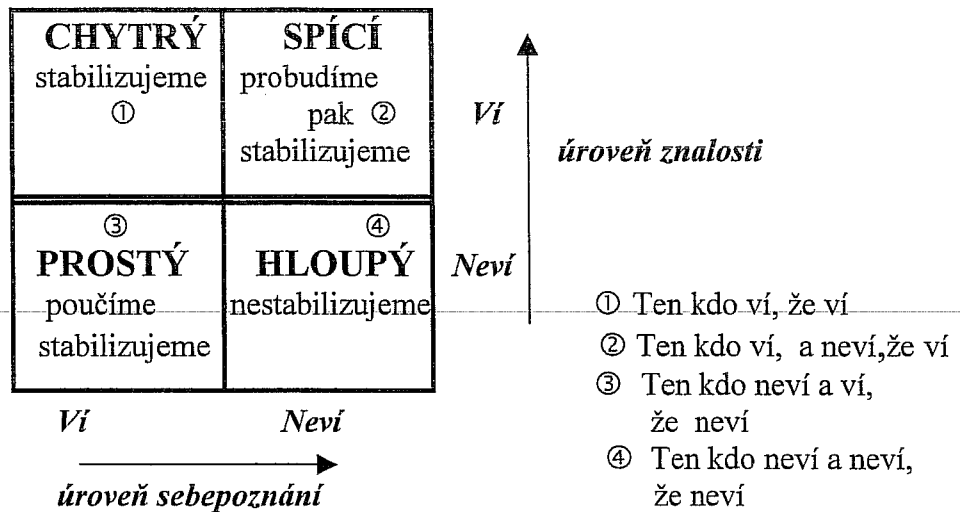 CHYTRÝ
stabilizujeme
①
SPÍCÍ
probudíme
pak ②
stabilizujeme
Ví
úroveň znalosti
③
PROSTÝ
poučíme
stabilizujeme
④
HLOUPÝ
nestabilizujeme
Neví
Ví
Neví
úroveň sebepoznání
① Ten kdo ví, že ví
② Ten kdo ví, a neví,že ví
③ Ten kdo neví a ví,
že neví
④ Ten kdo neví a neví,
že neví